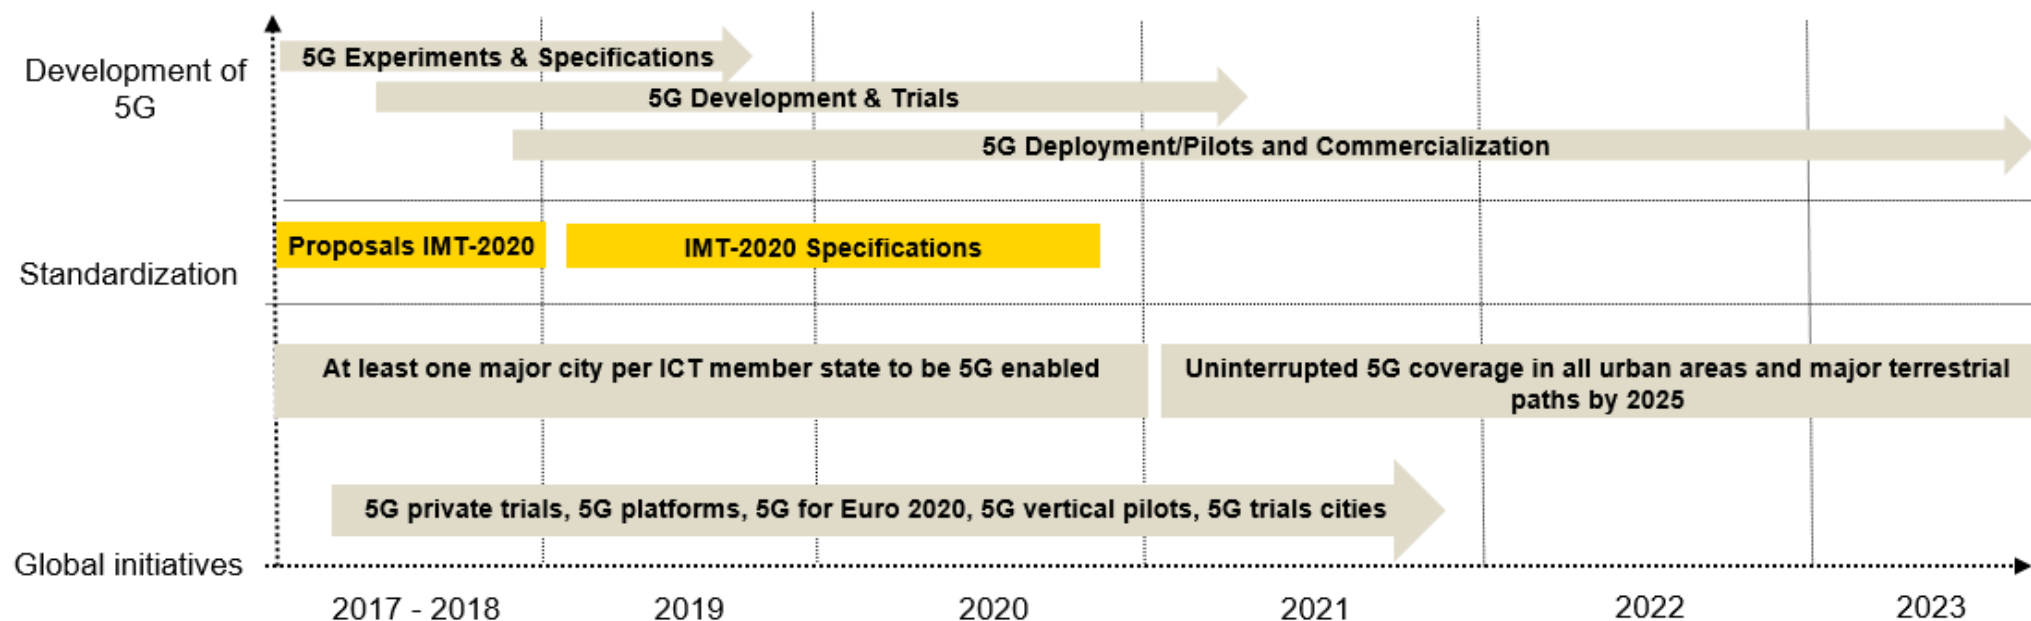 Development of
5G
5G Experiments & Specifications
5G Development & Trials
5G Deployment/Pilots and Commercialization
Standardization
Proposals IMT-2020
IMT-2020 Specifications
At least one major city per ICT member state to be 5G enabled
Uninterrupted 5G coverage in all urban areas and major terrestrial
paths by 2025
5G private trials, 5G platforms, 5G for Euro 2020, 5G vertical pilots, 5G trials cities
Global initiatives
2017 - 2018
2019
2020
2021
2022
2023